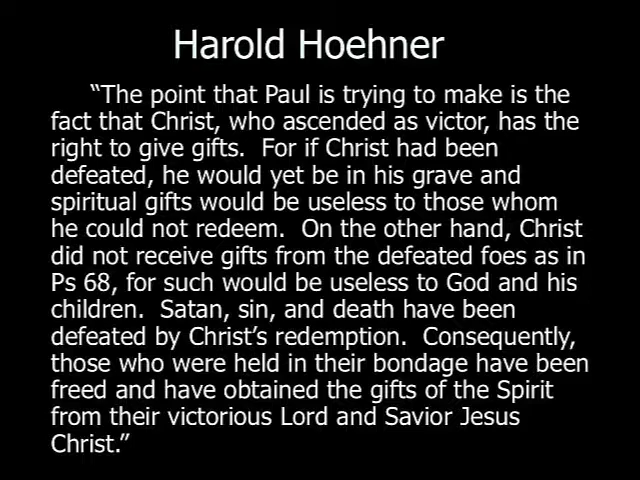 Harold Hoehner
“The point that Paul is trying to make is the
fact that Christ, who ascended as victor, has the
right to give gifts.  For if Christ had been
defeated, he would yet be in his grave and
spiritual gifts would be useless to those whom
he could not redeem.  On the other hand, Christ
did not receive gifts from the defeated foes as in
Ps 68, for such would be useless to God and his
children.  Satan, sin, and death have been
defeated by Christ’s redemption.  Consequently,
those who were held in their bondage have been
freed and have obtained the gifts of the Spirit
from their victorious Lord and Savior Jesus
Christ.”